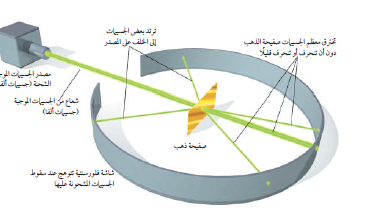 ترتد بعض الجسيمات
إلى الخلف على المصدر
تخترق معظم الجسيمات صفيحة الذهب
دون أن تنحرف أو تنحرف قليلًا
مصدر الجسيمات الموج
الشحنة (جسيمات ألفا
شعاع من الجسيمات الموجبة
(جسيمات ألفا)
صفيحة ذهب
شاشة فلورسنتية تتوهج عند سقوط
الجسيمات المشحونة عليها